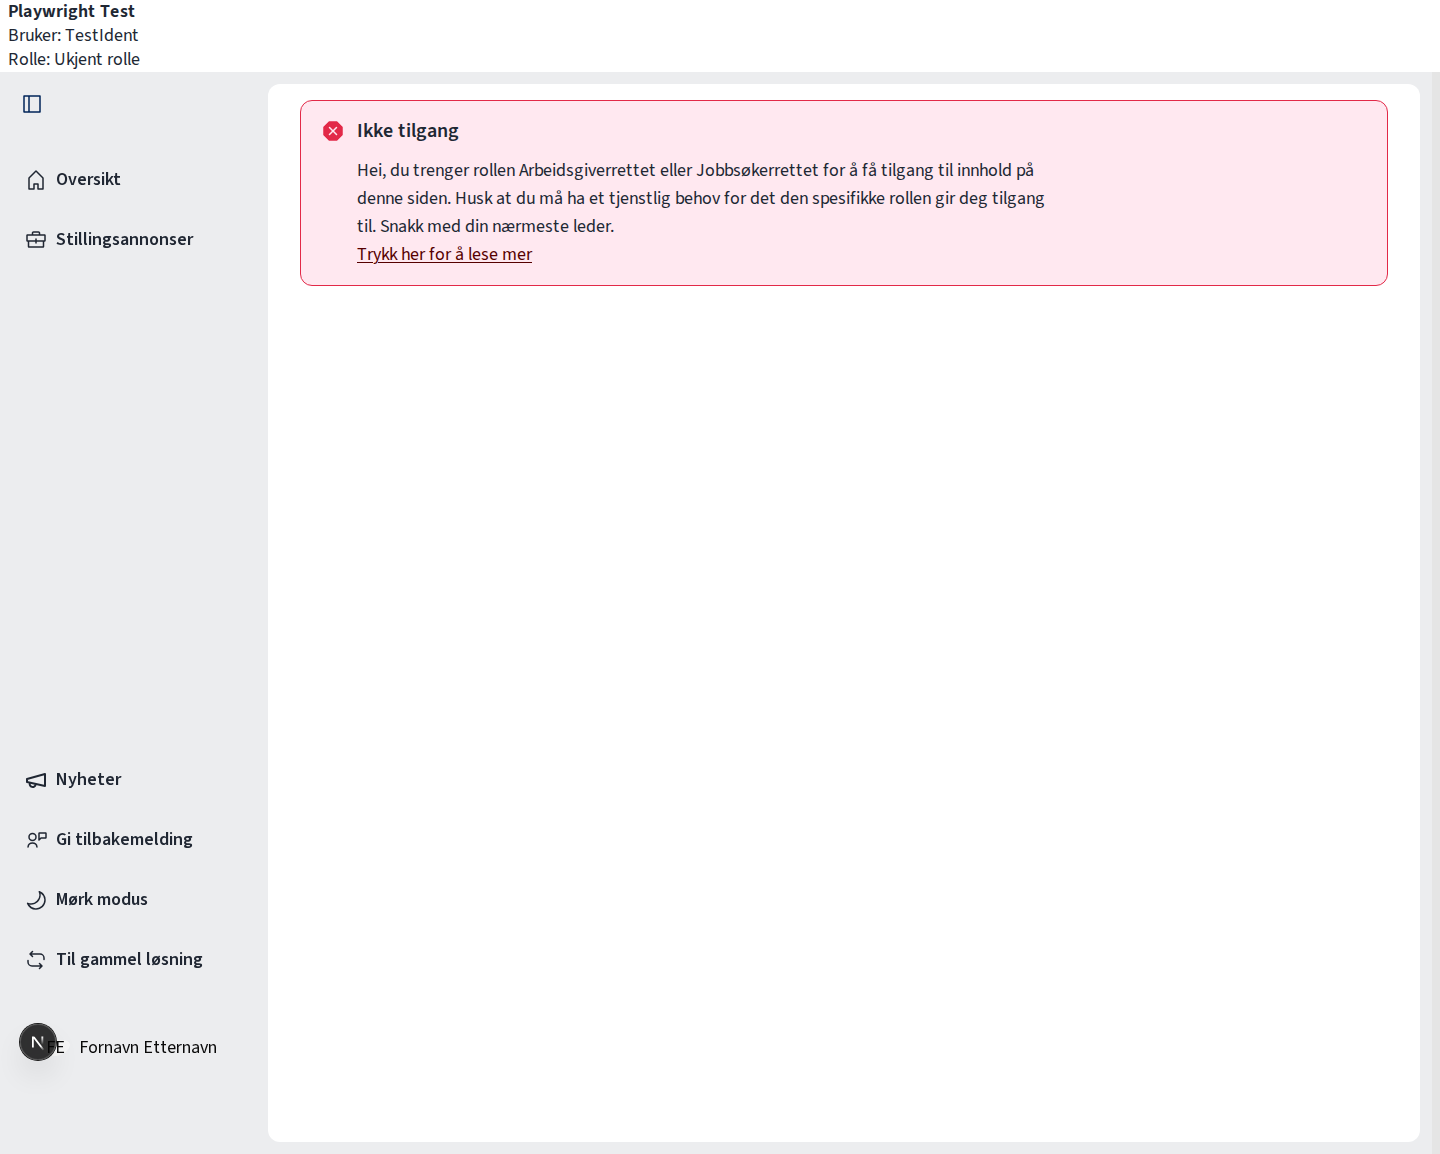 Playwright Test
Bruker: TestIdent
Rolle: Ukjent rolle
Oversikt
Stillingsannonser
Ikke tilgang
Hei, du trenger rollen Arbeidsgiverrettet eller Jobbsøkerrettet for å få tilgang til innhold på
denne siden. Husk at du må ha et tjenstlig behov for det den spesifikke rollen gir deg tilgang
til. Snakk med din nærmeste leder.
Trykk her for å lese mer
Nyheter
Gi tilbakemelding
Mørk modus
Til gammel løsning
N
FE Fornavn Etternavn